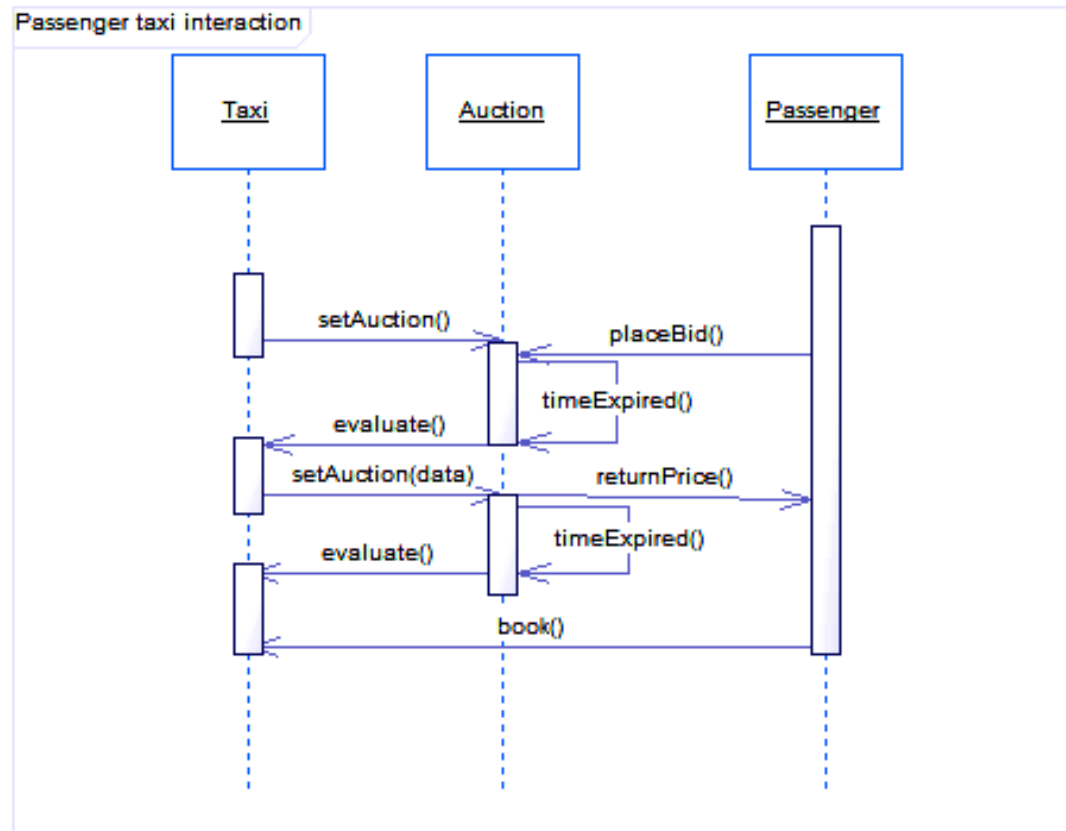 Passenger taxi interaction
Taxi
Auction
Passenger
setAuction()
placeBid()
timeExpired()
evaluate()
setAuction(data)
returnPrice()
timeExpired()
evaluate()
book()